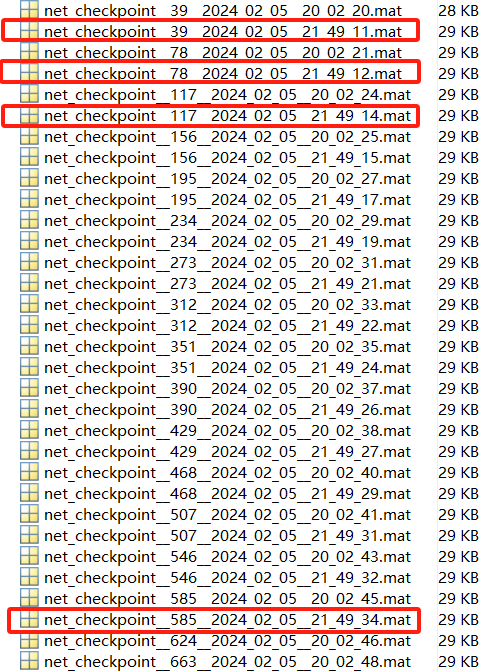 net_checkpoint__39__2024_02_05__20_02_20.mat 28 KB
net_checkpoint__39__2024_02_05__21_49_11.mat 29 KB
net_checkpoint__78__2024_02_05__20_02_21.mat 29 KB
net_checkpoint__78__2024_02_05__21_49_12.mat 29 KB
net_checkpoint__117__2024_02_05__20_02_24.mat 29 KB
net_checkpoint__117__2024_02_05__21_49_14.mat 29 KB
net_checkpoint__156__2024_02_05__20_02_25.mat 29 KB
net_checkpoint__156__2024_02_05__21_49_15.mat 29 KB
net_checkpoint__195__2024_02_05__20_02_27.mat 29 KB
net_checkpoint__195__2024_02_05__21_49_17.mat 29 KB
net_checkpoint__234__2024_02_05__20_02_29.mat 29 KB
net_checkpoint__234__2024_02_05__21_49_19.mat 29 KB
net_checkpoint__273__2024_02_05__20_02_31.mat 29 KB
net_checkpoint__273__2024_02_05__21_49_21.mat 29 KB
net_checkpoint__312__2024_02_05__20_02_33.mat 29 KB
net_checkpoint__312__2024_02_05__21_49_22.mat 29 KB
net_checkpoint__351__2024_02_05__20_02_35.mat 29 KB
net_checkpoint__351__2024_02_05__21_49_24.mat 29 KB
net_checkpoint__390__2024_02_05__20_02_37.mat 29 KB
net_checkpoint__390__2024_02_05__21_49_26.mat 29 KB
net_checkpoint__429__2024_02_05__20_02_38.mat 29 KB
net_checkpoint__429__2024_02_05__21_49_27.mat 29 KB
net_checkpoint__468__2024_02_05__20_02_40.mat 29 KB
net_checkpoint__468__2024_02_05__21_49_29.mat 29 KB
net_checkpoint__507__2024_02_05__20_02_41.mat 29 KB
net_checkpoint__507__2024_02_05__21_49_31.mat 29 KB
net_checkpoint__546__2024_02_05__20_02_43.mat 29 KB
net_checkpoint__546__2024_02_05__21_49_32.mat 29 KB
net_checkpoint__585__2024_02_05__20_02_45.mat 29 KB
net_checkpoint__585__2024_02_05__21_49_34.mat 29 KB
net_checkpoint__624__2024_02_05__20_02_46.mat 29 KB
net_checkpoint__663__2024_02_05__20_02_48.mat 29 KB